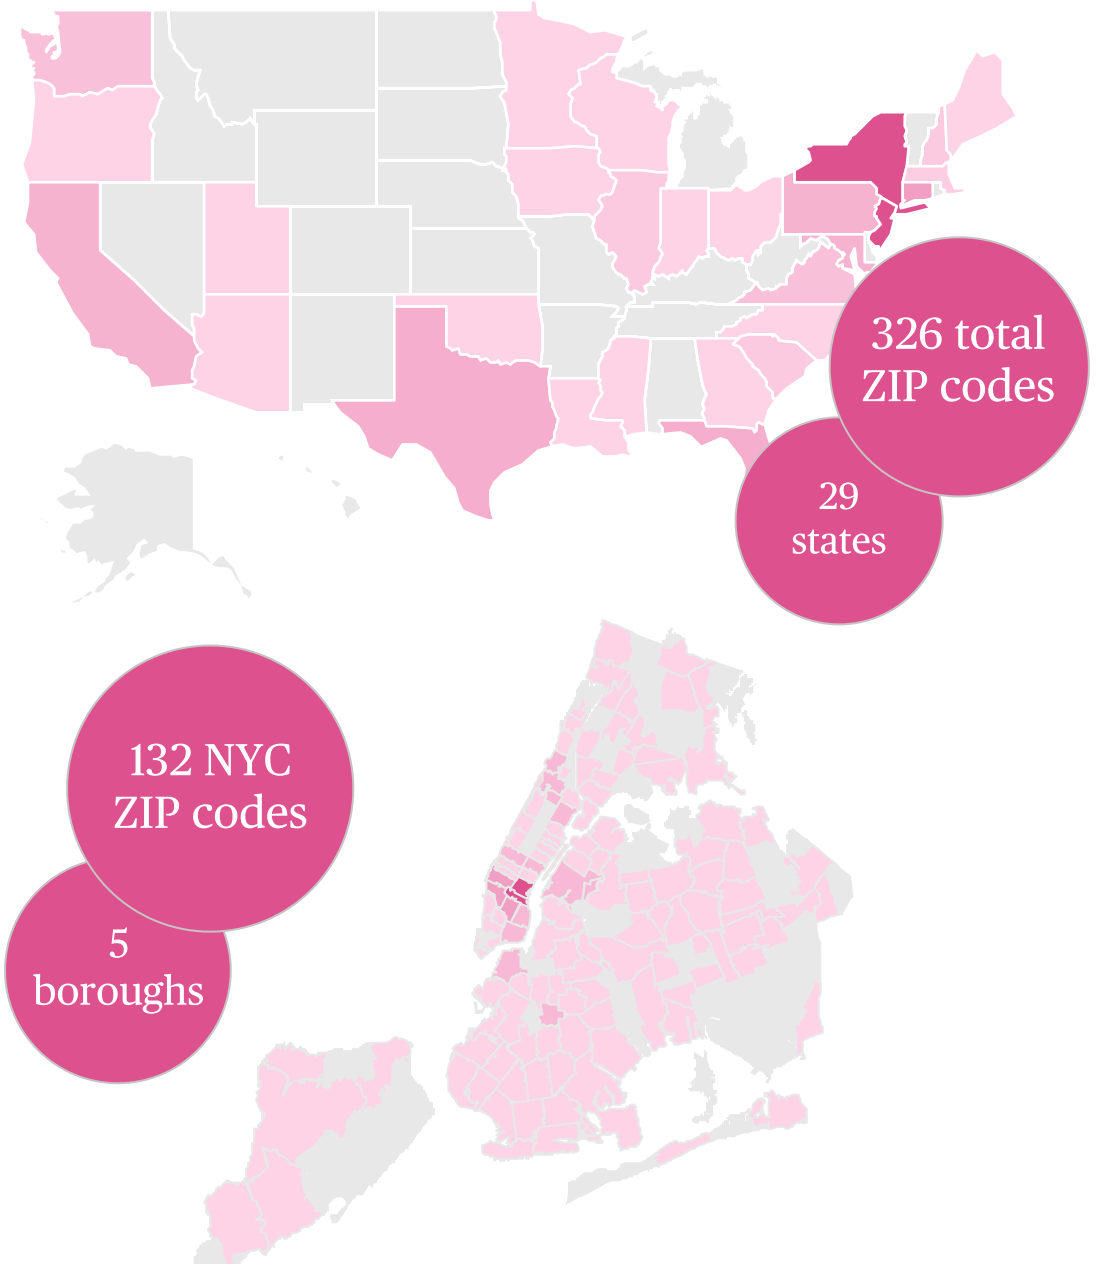 326 total
ZIP codes
29
states
132 NYC
ZIP codes
5
boroughs